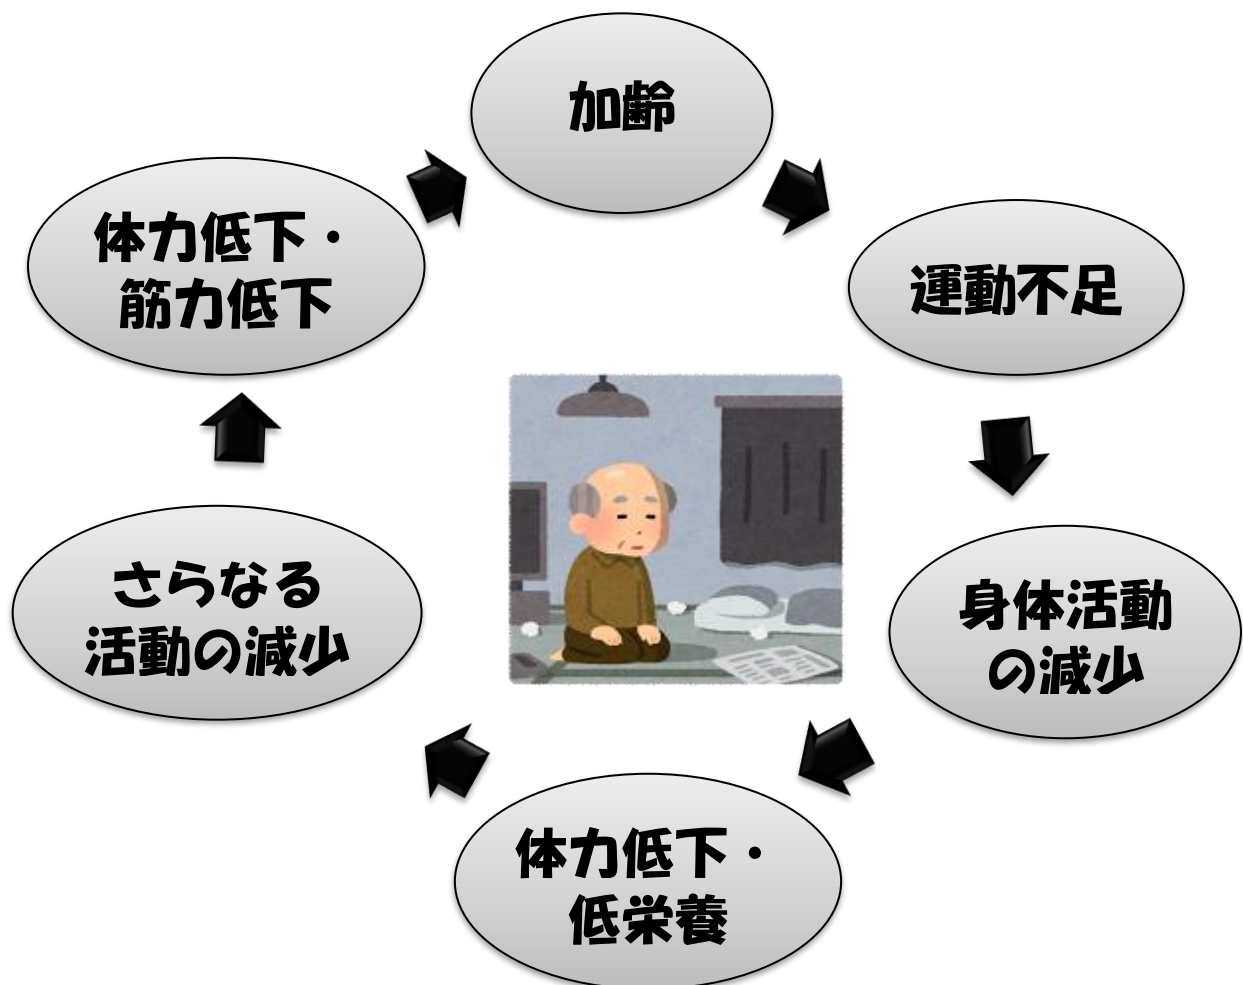 加齢
運動不足
身体活動
の減少
体力低下・
低栄養
さらなる
活動の減少
体力低下・
筋力低下